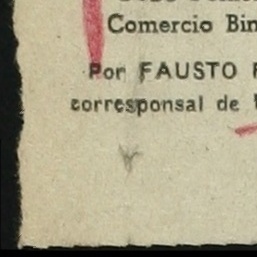 Comercio Bin
Por FAUSTO
corresponsal de